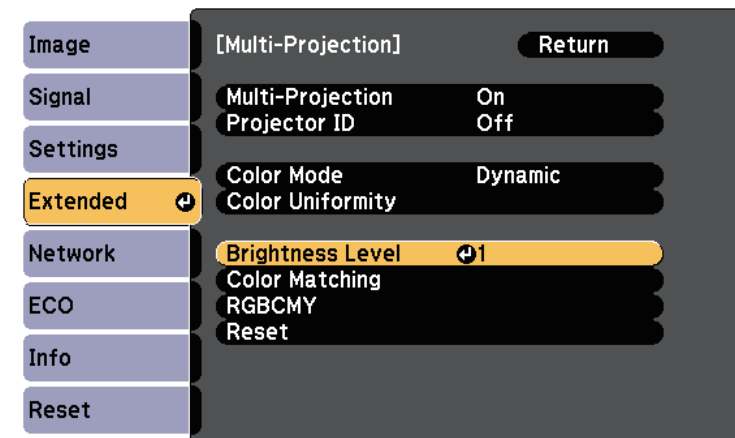 Image
Signal
Settings
Extended
Network
ECO
Info
Reset
[Multi-Projection] Return
Multi-Projection On
Projector ID Off
Color Mode Dynamic
Color Uniformity
Brightness Level 1
Color Matching
RGBCMY
Reset